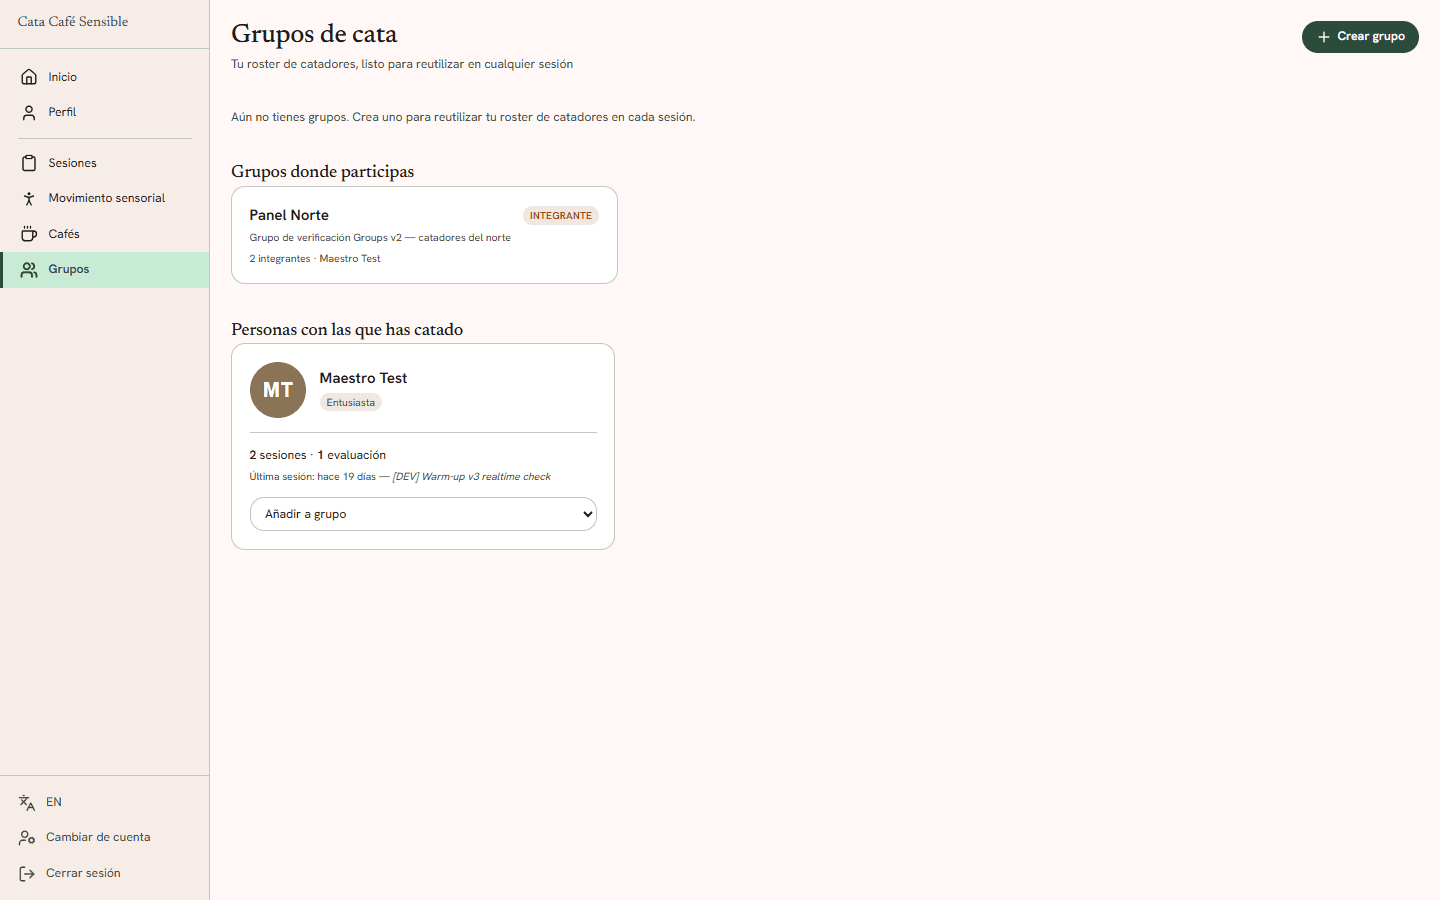 Cata Café Sensible
Inicio
Perfil
Sesiones
Movimiento sensorial
Cafés
Grupos
EN
Cambiar de cuenta
Cerrar sesión
Grupos de cata
Crear grupo
Tu roster de catadores, listo para reutilizar en cualquier sesión
Aún no tienes grupos. Crea uno para reutilizar tu roster de catadores en cada sesión.
Grupos donde participas
Panel Norte
INTEGRANTE
Grupo de verificación Groups v2 — catadores del norte
2 integrantes · Maestro Test
Personas con las que has catado
MT
Maestro Test
Entusiasta
2 sesiones · 1 evaluación
Última sesión: hace 19 días — [DEV] Warm-up v3 realtime check
Añadir a grupo